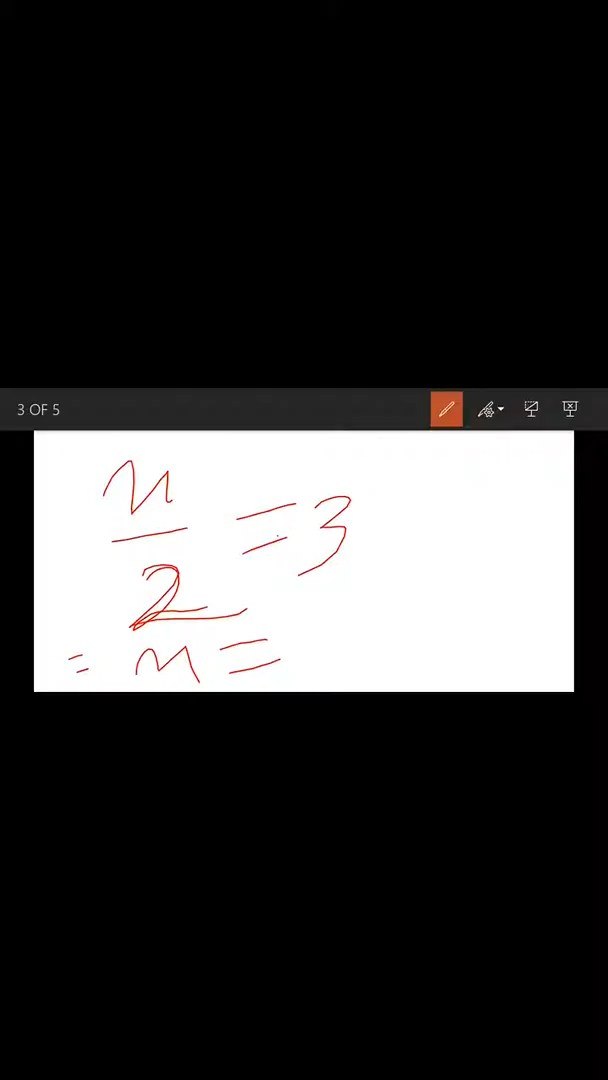 3 OF 5
n/2 = 3
= n =